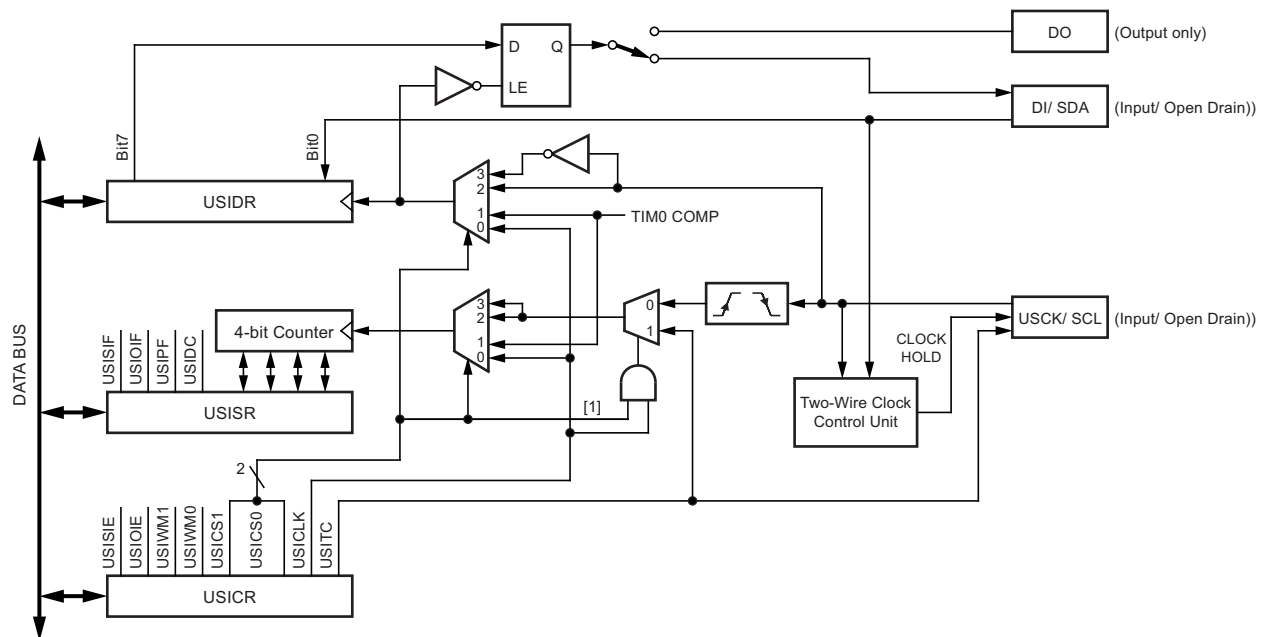 DO (Output only)
D Q
LE
DI/ SDA (Input/ Open Drain))
Bit7
Bit0
3
2
1
0
USIDR
TIM0 COMP
DATA BUS
3
2
1
0
0
1
4-bit Counter
USISIF
USIOIF
USIPF
USIDC
USISR
USCK/ SCL (Input/ Open Drain))
CLOCK
HOLD
Two-Wire Clock
Control Unit
[1]
2
USISIE
USIOIE
USIWM1
USIWM0
USICS1
USICS0
USICLK
USITC
USICR